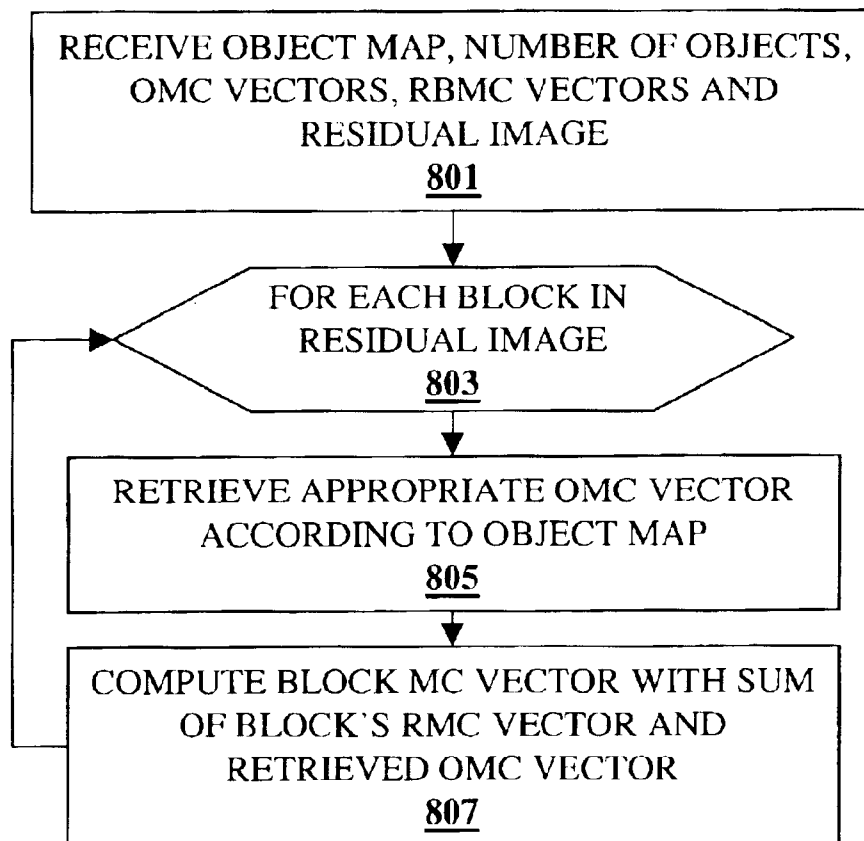 RECEIVE OBJECT MAP, NUMBER OF OBJECTS,
OMC VECTORS, RBMC VECTORS AND
RESIDUAL IMAGE
801
FOR EACH BLOCK IN
RESIDUAL IMAGE
803
RETRIEVE APPROPRIATE OMC VECTOR
ACCORDING TO OBJECT MAP
805
COMPUTE BLOCK MC VECTOR WITH SUM
OF BLOCK'S RMC VECTOR AND
RETRIEVED OMC VECTOR
807